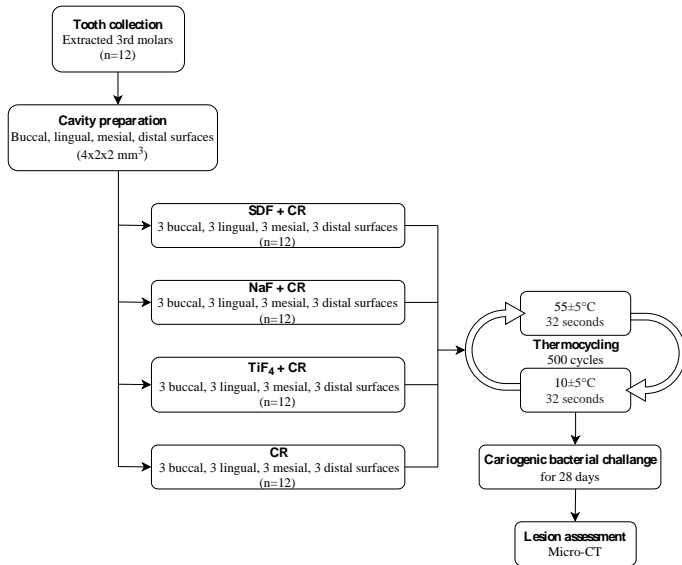 Tooth collection
Extracted 3rd molars
(n=12)
Cavity preparation
Buccal, lingual, mesial, distal surfaces
(4x2x2 mm³)
SDF + CR
3 buccal, 3 lingual, 3 mesial, 3 distal surfaces
(n=12)
NaF + CR
3 buccal, 3 lingual, 3 mesial, 3 distal surfaces
(n=12)
TiF₄ + CR
3 buccal, 3 lingual, 3 mesial, 3 distal surfaces
(n=12)
CR
3 buccal, 3 lingual, 3 mesial, 3 distal surfaces
(n=12)
55±5°C
32 seconds
Thermocycling
500 cycles
10±5°C
32 seconds
Cariogenic bacterial challange
for 28 days
Lesion assessment
Micro-CT